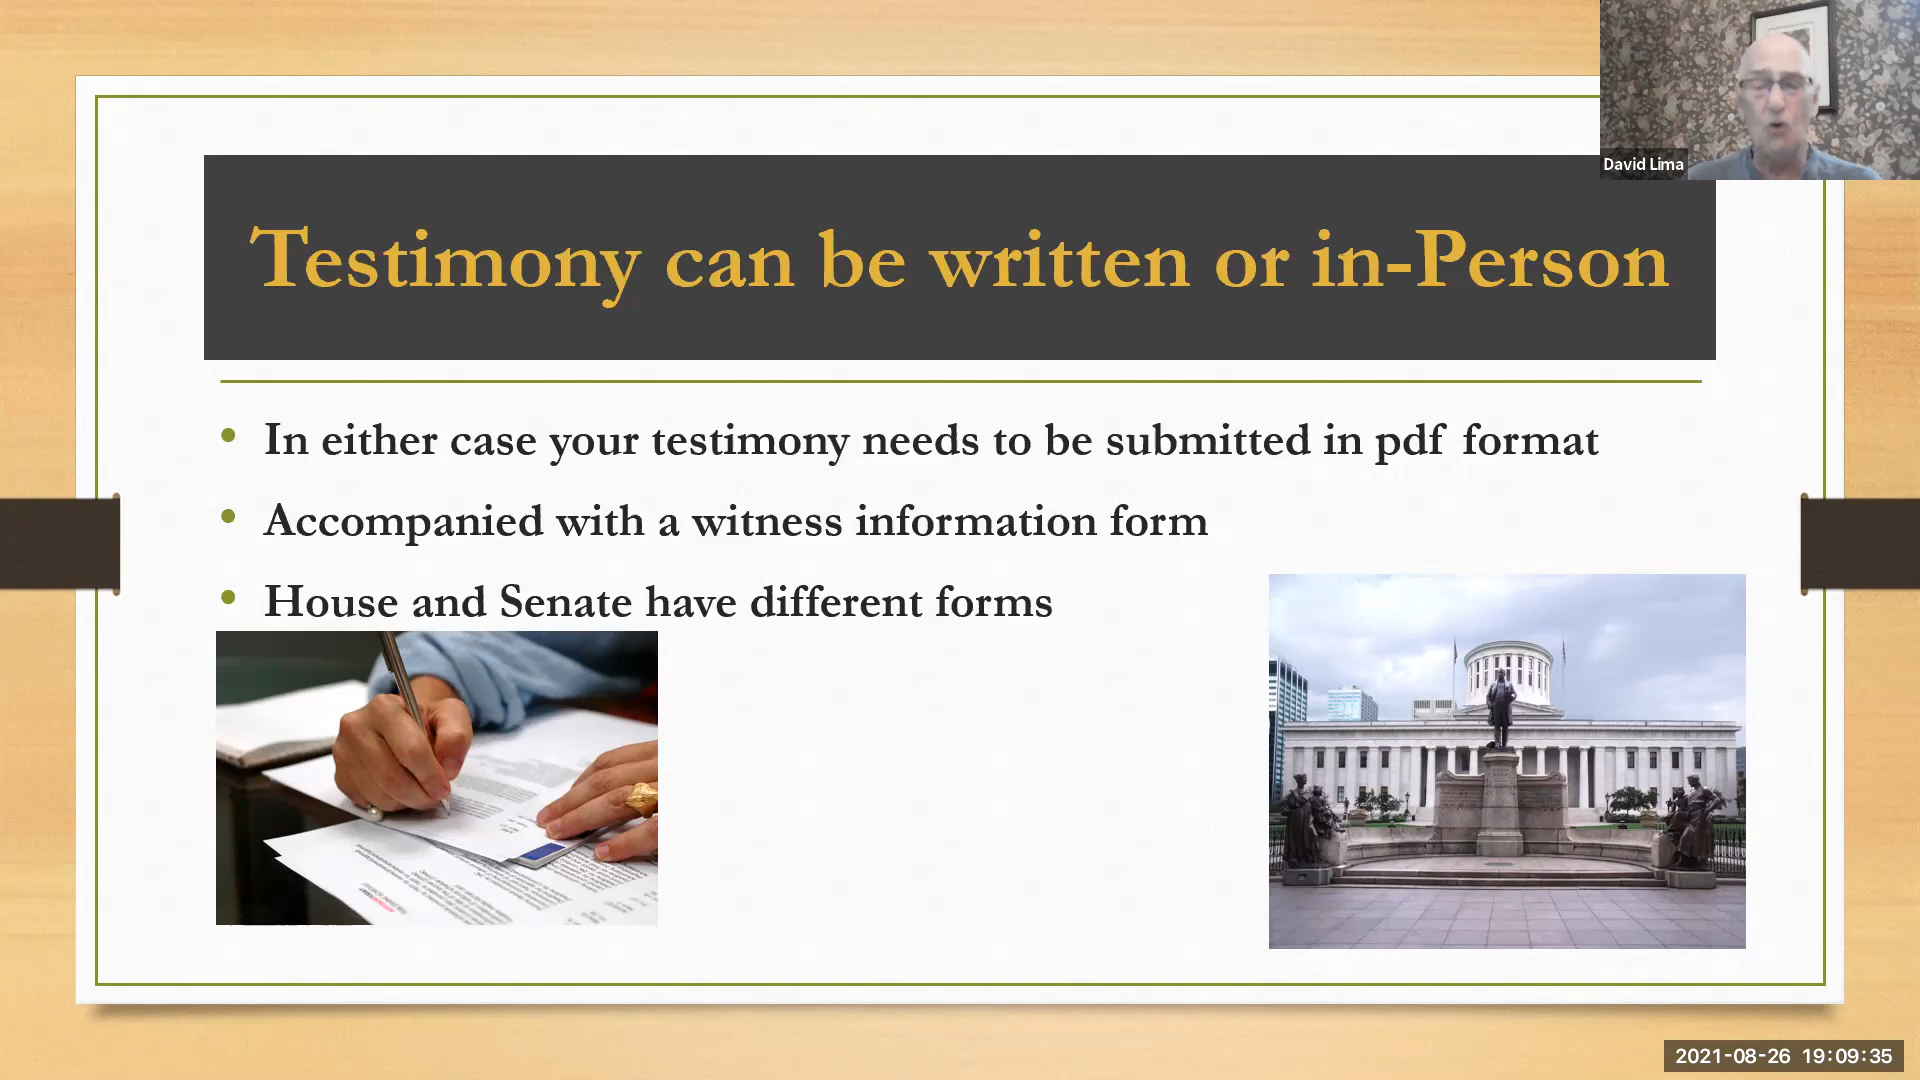 David Lima
Testimony can be written or in-Person
In either case your testimony needs to be submitted in pdf format
Accompanied with a witness information form
House and Senate have different forms
2021-08-26 19:09:35